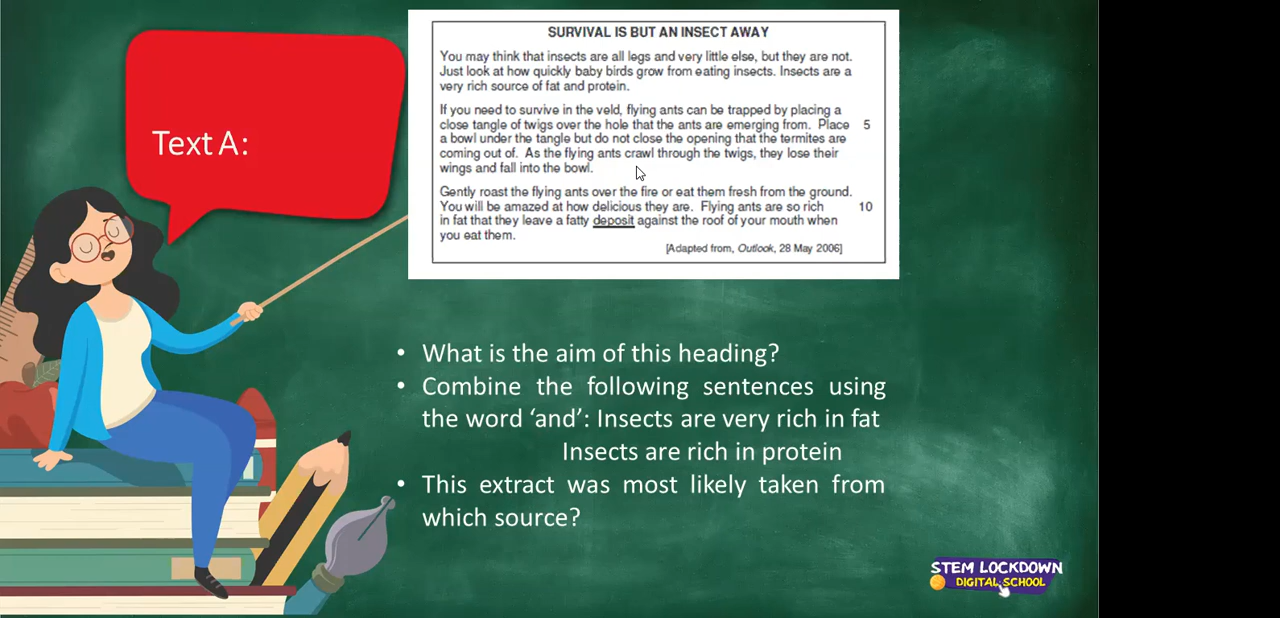 Text A:
SURVIVAL IS BUT AN INSECT AWAY
You may think that insects are all legs and very little else, but they are not.
Just look at how quickly baby birds grow from eating insects. Insects are a
very rich source of fat and protein.
If you need to survive in the veld, flying ants can be trapped by placing a
close tangle of twigs over the hole that the ants are emerging from. Place 5
a bowl under the tangle but do not close the opening that the termites are
coming out of. As the flying ants crawl through the twigs, they lose their
wings and fall into the bowl.
Gently roast the flying ants over the fire or eat them fresh from the ground.
You will be amazed at how delicious they are. Flying ants are so rich 10
in fat that they leave a fatty deposit against the roof of your mouth when
you eat them.
[Adapted from, Outlook, 28 May 2006]
• What is the aim of this heading?
• Combine the following sentences using
the word ‘and’: Insects are very rich in fat
Insects are rich in protein
• This extract was most likely taken from
which source?
STEM LOCKDOWN
DIGITAL SCHOOL